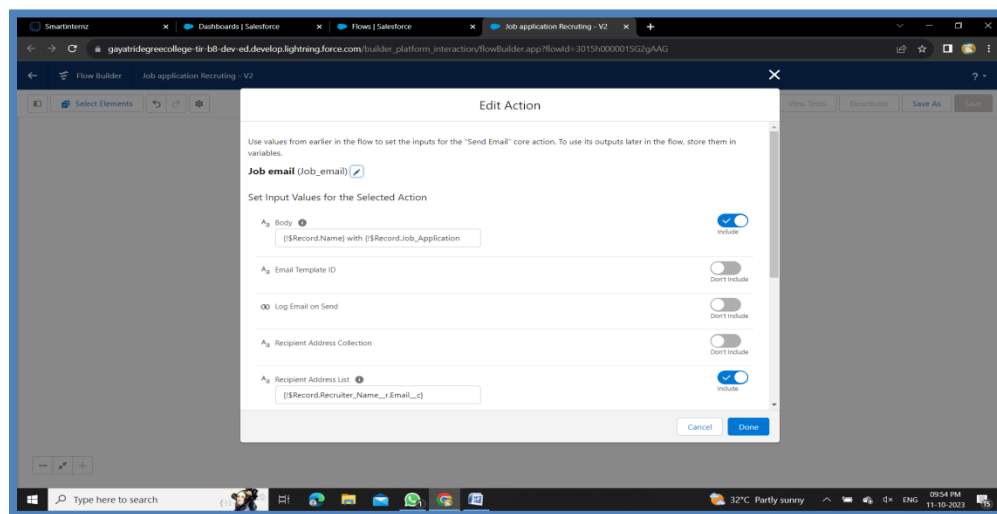 Smartinternz
Dashboards | Salesforce
Flows | Salesforce
Job application Recruting - V2
gayatridegreecollege-tir-b8-dev-ed.develop.lightning.force.com/builder_platform_interaction/flowBuilder.app?flowId=3015h000001SG2gAAG
Flow Builder
Job application Recruting - V2
?
Select Elements
View Tests
Deactivate
Save As
Save
Edit Action
Use values from earlier in the flow to set the inputs for the "Send Email" core action. To use its outputs later in the flow, store them in
variables.
Job email (Job_email)
Set Input Values for the Selected Action
Aa Body
{!$Record.Name} with {!$Record.Job_Application
Include
Aa Email Template ID
Don't Include
Log Email on Send
Don't Include
Aa Recipient Address Collection
Don't Include
Aa Recipient Address List
{!$Record.Recruiter_Name__r.Email__c}
Include
Cancel
Done
Type here to search
32°C Partly sunny
ENG
09:54 PM
11-10-2023
15